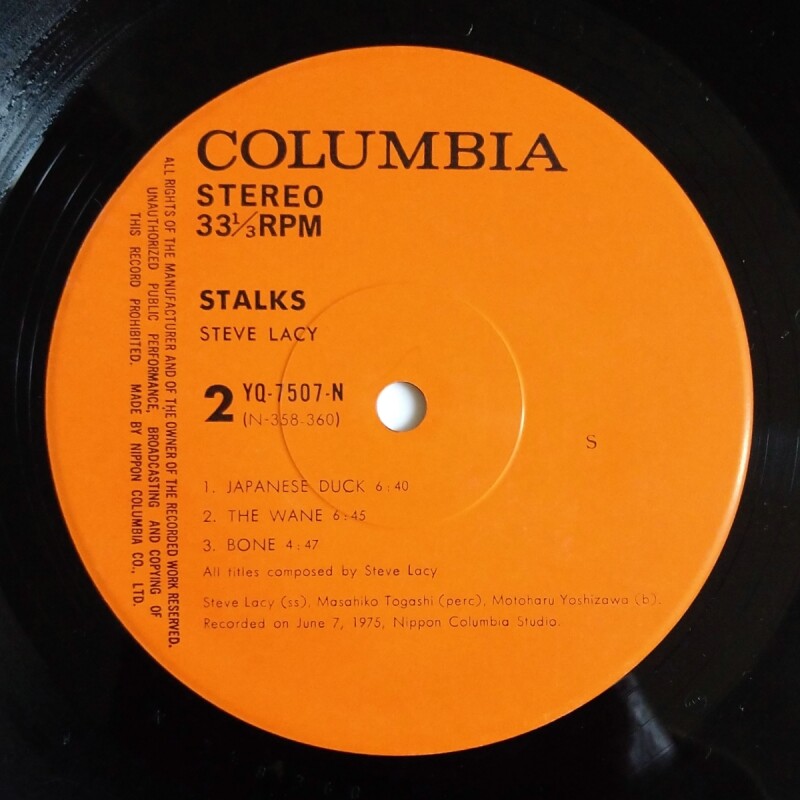 COLUMBIA
STEREO
33⅓RPM
STALKS
STEVE LACY
2 YQ-7507-N
(N-358-360)
S
1. JAPANESE DUCK 6:40
2. THE WANE 6:45
3. BONE 4:47
All titles composed by Steve Lacy
Steve Lacy (ss), Masahiko Togashi (perc), Motoharu Yoshizawa (b).
Recorded on June 7, 1975, Nippon Columbia Studio.
ALL RIGHTS OF THE MANUFACTURER AND OF THE OWNER OF THE RECORDED WORK RESERVED.
UNAUTHORIZED PUBLIC PERFORMANCE, BROADCASTING AND COPYING OF
THIS RECORD PROHIBITED. MADE BY NIPPON COLUMBIA CO., LTD.